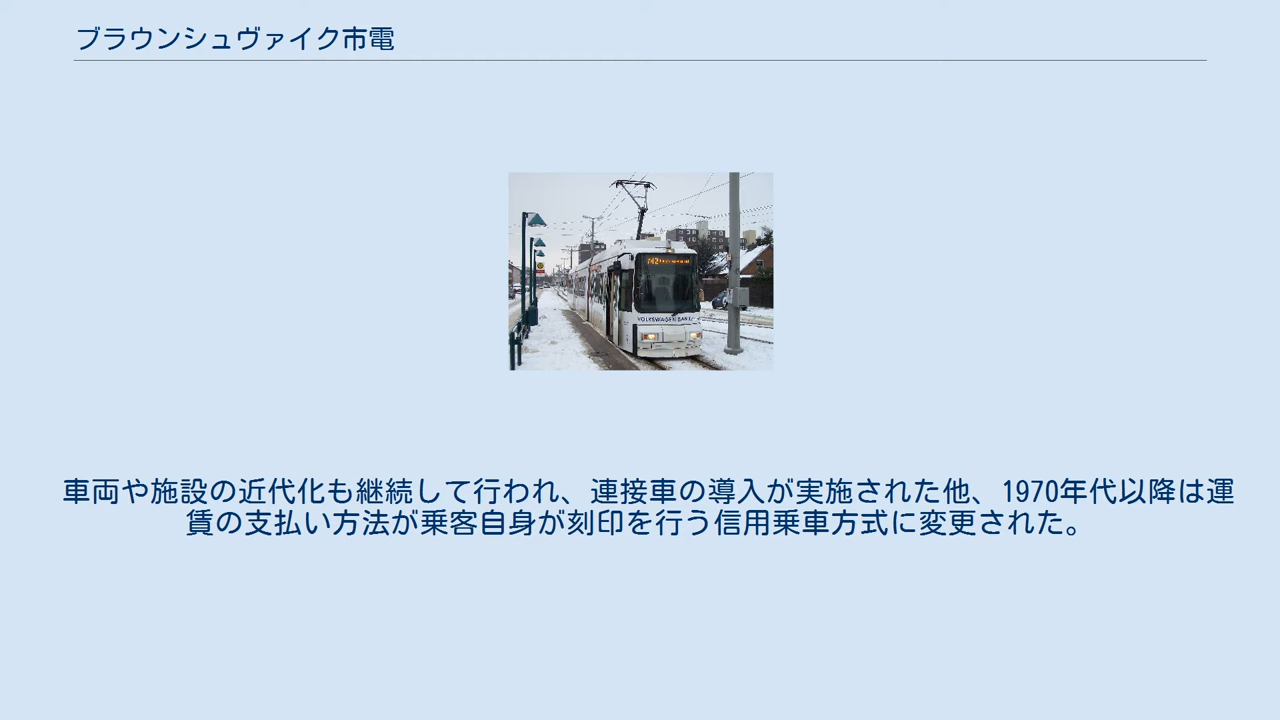 ブラウンシュヴァイク市電
VOLKSWAGEN BANK
車両や施設の近代化も継続して行われ、連接車の導入が実施された他、1970年代以降は運
賃の支払い方法が乗客自身が刻印を行う信用乗車方式に変更された。